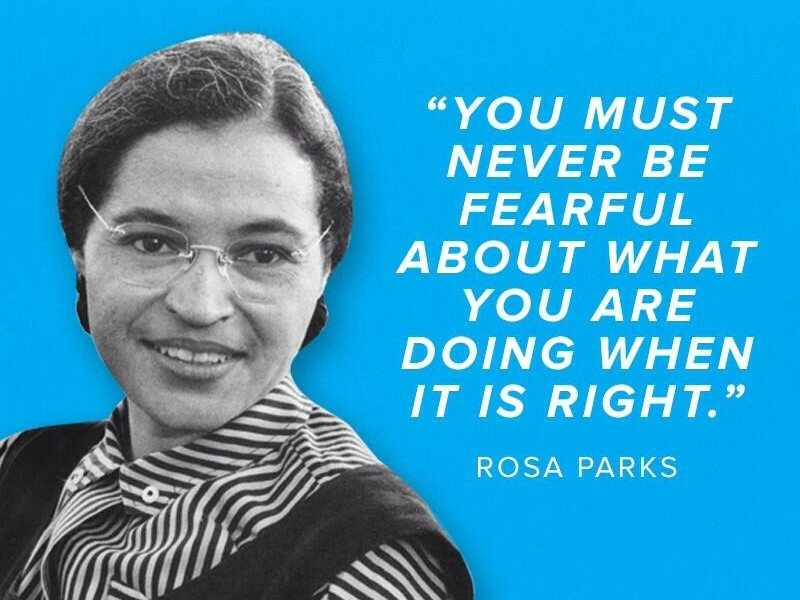 “YOU MUST
NEVER BE
FEARFUL
ABOUT WHAT
YOU ARE
DOING WHEN
IT IS RIGHT.”
ROSA PARKS